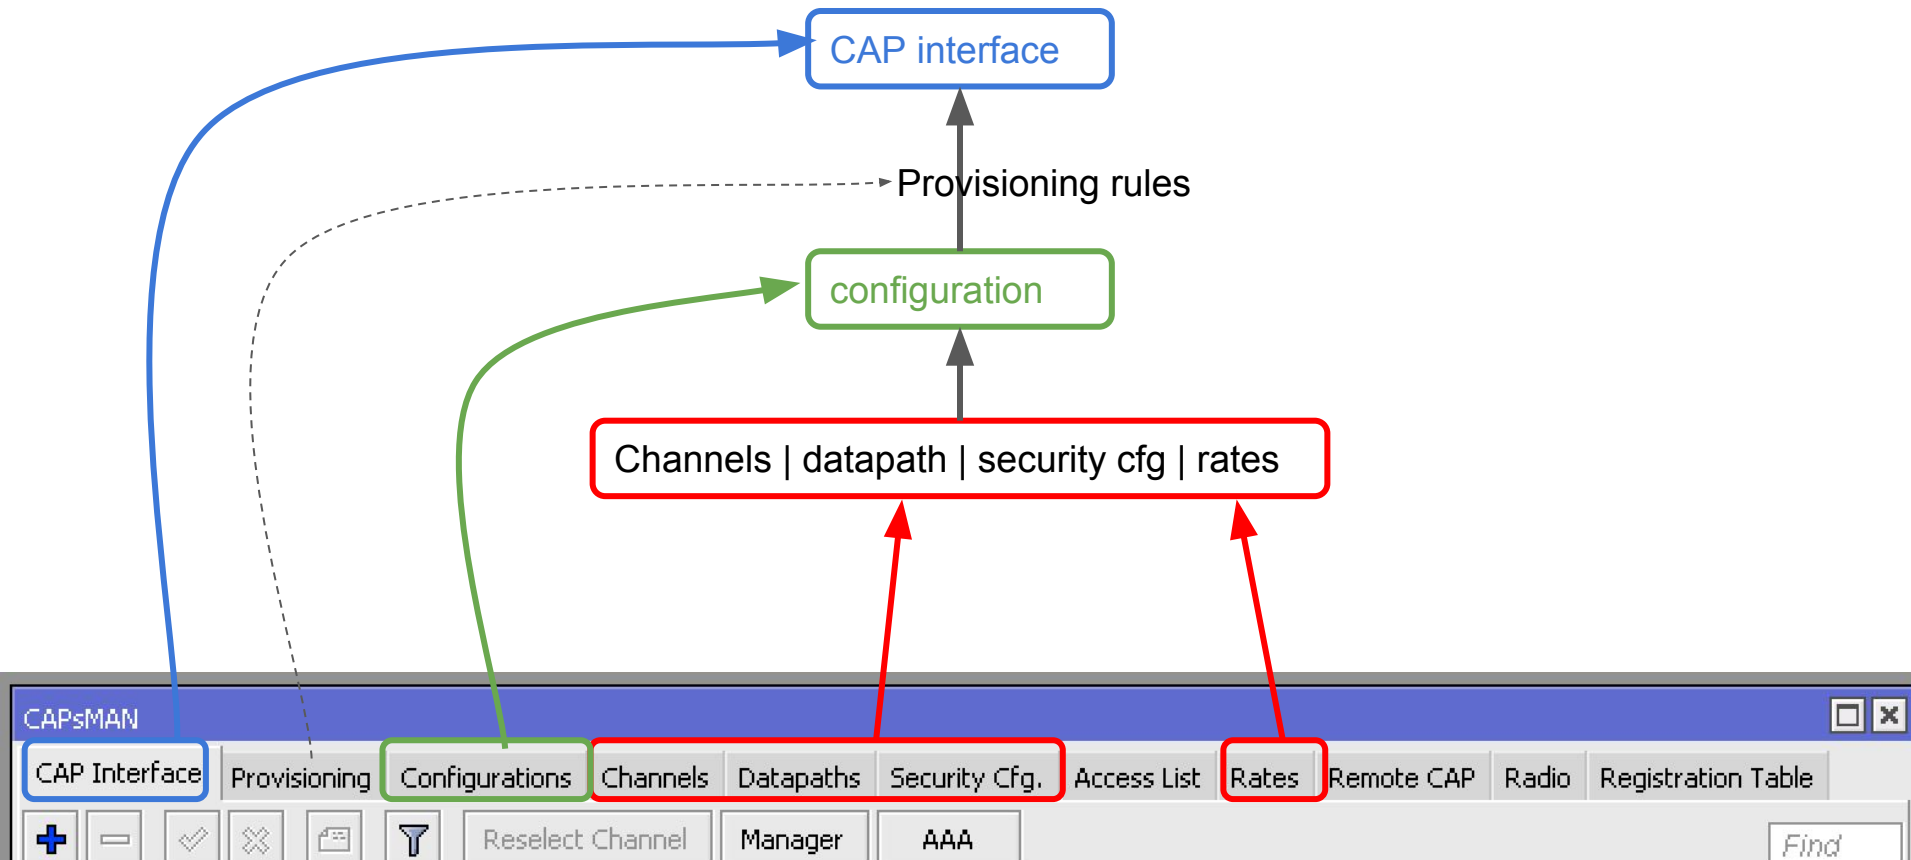 CAP interface
Provisioning rules
configuration
Channels | datapath | security cfg | rates
CAPsMAN
CAP Interface Provisioning Configurations Channels Datapaths Security Cfg. Access List Rates Remote CAP Radio Registration Table
Reselect Channel Manager AAA Find